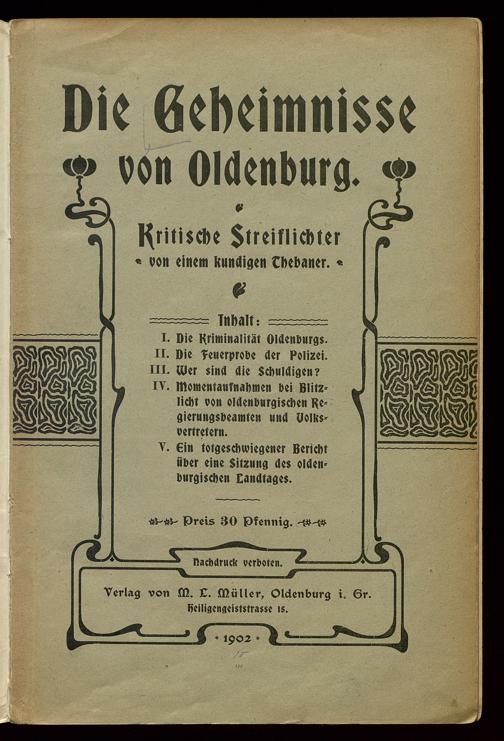 Die Geheimnisse
von Oldenburg.
Kritische Streiflichter
von einem kundigen Thebaner.
Inhalt:
I. Die Kriminalität Oldenburgs.
II. Die Feuerprobe der Polizei.
III. Wer sind die Schuldigen?
IV. Momentaufnahmen bei Blitz-
licht von oldenburgischen Re-
gierungsbeamten und Volks-
vertretern.
V. Ein totgeschwiegener Bericht
über eine Sitzung des olden-
burgischen Landtages.
Preis 30 Pfennig.
Nachdruck verboten.
Verlag von M. L. Müller, Oldenburg i. Gr.
Heiligengeiststrasse 18.
1902